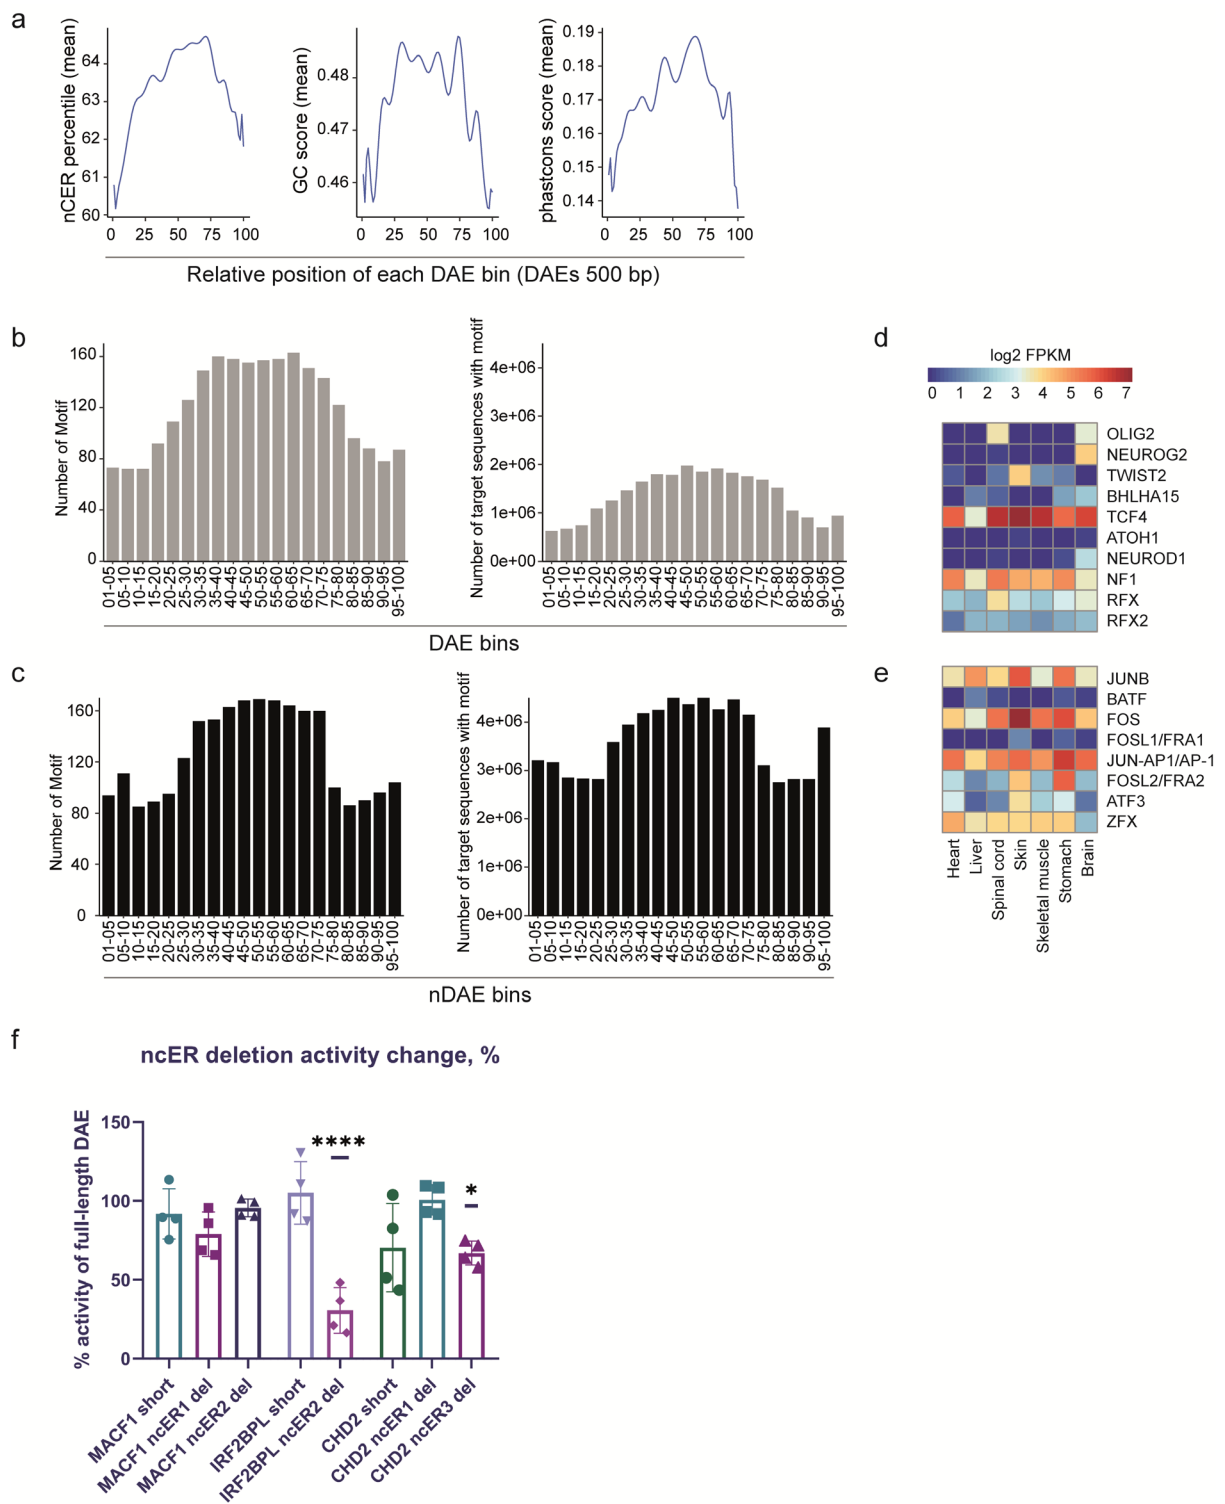 a
nCER percentile (mean)
64
63
62
61
60
0 25 50 75 100
GC score (mean)
0.48
0.47
0.46
0 25 50 75 100
phastcons score (mean)
0.19
0.18
0.17
0.16
0.15
0.14
0 25 50 75 100
Relative position of each DAE bin (DAEs 500 bp)
b
Number of Motif
160
120
80
40
0
01-05
05-10
10-15
15-20
20-25
25-30
30-35
35-40
40-45
45-50
50-55
55-60
60-65
65-70
70-75
75-80
80-85
85-90
90-95
95-100
Number of target sequences with motif
4e+06
3e+06
2e+06
1e+06
0e+00
01-05
05-10
10-15
15-20
20-25
25-30
30-35
35-40
40-45
45-50
50-55
55-60
60-65
65-70
70-75
75-80
80-85
85-90
90-95
95-100
DAE bins
c
Number of Motif
160
120
80
40
0
01-05
05-10
10-15
15-20
20-25
25-30
30-35
35-40
40-45
45-50
50-55
55-60
60-65
65-70
70-75
75-80
80-85
85-90
90-95
95-100
Number of target sequences with motif
4e+06
3e+06
2e+06
1e+06
0e+00
01-05
05-10
10-15
15-20
20-25
25-30
30-35
35-40
40-45
45-50
50-55
55-60
60-65
65-70
70-75
75-80
80-85
85-90
90-95
95-100
nDAE bins
d
log2 FPKM
0 1 2 3 4 5 6 7
OLIG2
NEUROG2
TWIST2
BHLHA15
TCF4
ATOH1
NEUROD1
NF1
RFX
RFX2
e
JUNB
BATF
FOS
FOSL1/FRA1
JUN-AP1/AP-1
FOSL2/FRA2
ATF3
ZFX
Heart
Liver
Spinal cord
Skin
Skeletal muscle
Stomach
Brain
f
ncER deletion activity change, %
% activity of full-length DAE
150
100
50
0
****
*
MACF1 short
MACF1 ncER1 del
MACF1 ncER2 del
IRF2BPL short
IRF2BPL ncER2 del
CHD2 short
CHD2 ncER1 del
CHD2 ncER3 del